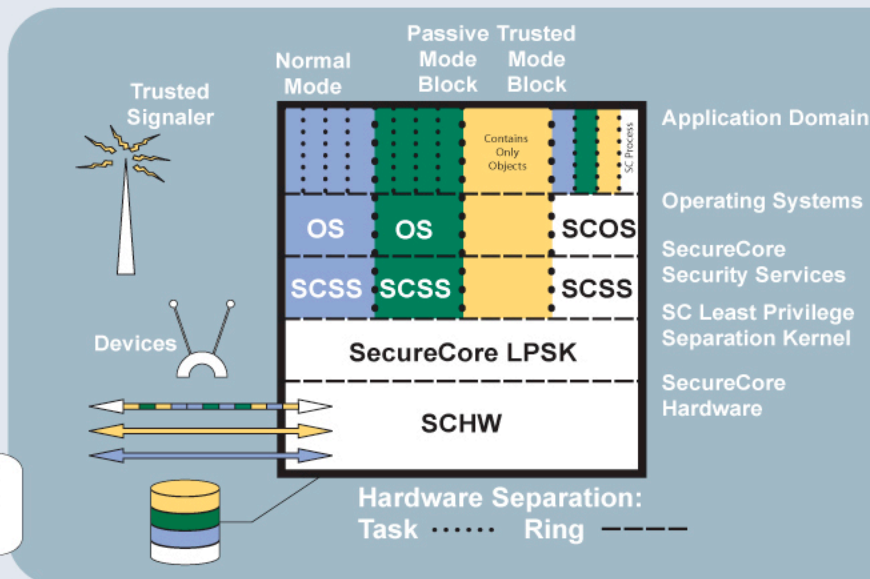 Passive Trusted
Normal Mode Mode
Mode Block Block
Trusted
Signaler
Contains
Only
Objects
SC Process
Application Domain
OS OS SCOS
Operating Systems
SCSS SCSS SCSS
SecureCore
Security Services
SecureCore LPSK
SC Least Privilege
Separation Kernel
Devices
SCHW
SecureCore
Hardware
Hardware Separation:
Task Ring